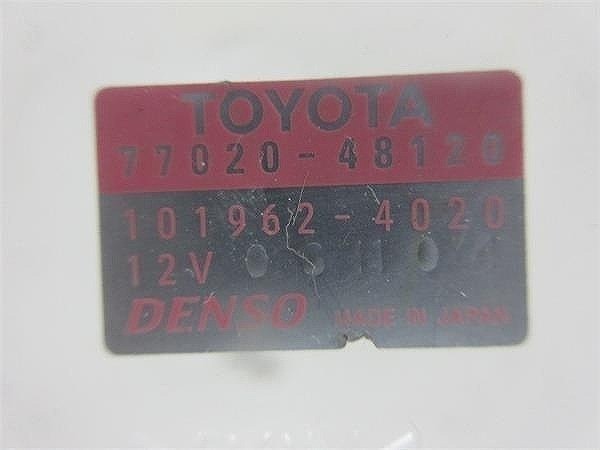 TOYOTA
77020-48120
101962-4020
12V
DENSO MADE IN JAPAN